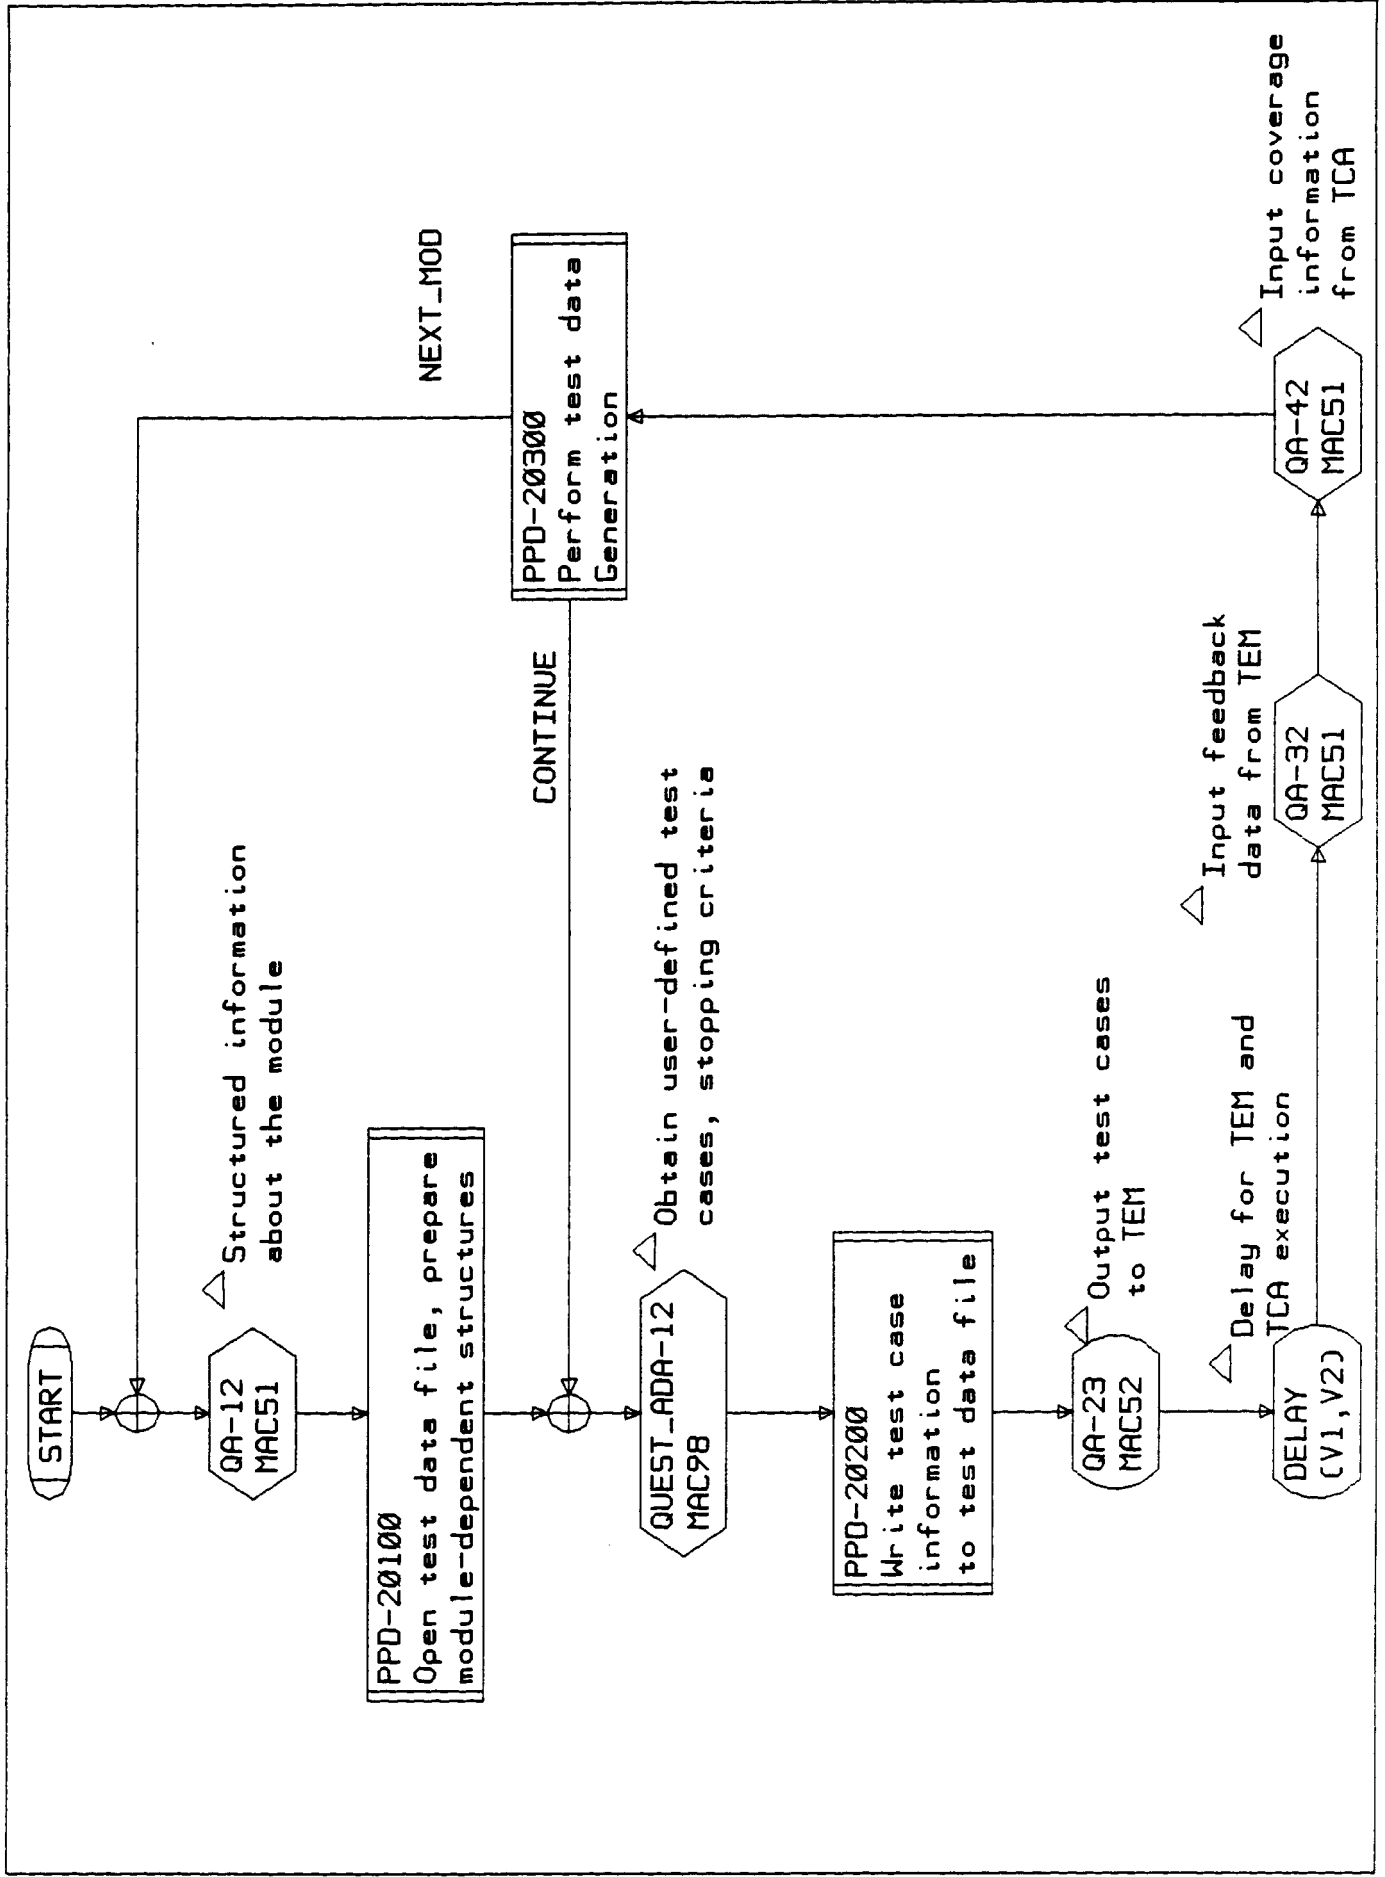 START
QA-12
MAC51
Structured information
about the module
PPD-20100
Open test data file, prepare
module-dependent structures
NEXT_MOD
PPD-20300
Perform test data
Generation
CONTINUE
QUEST_ADA-12
MAC98
Obtain user-defined test
cases, stopping criteria
PPD-20200
Write test case
information
to test data file
QA-23
MAC52
Output test cases
to TEM
DELAY
(V1,V2)
Delay for TEM and
TCA execution
QA-32
MAC51
Input feedback
data from TEM
QA-42
MAC51
Input coverage
information
from TCA